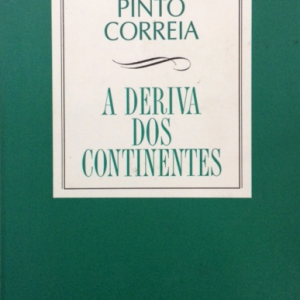 PINTO
CORREIA
A DERIVA
DOS
CONTINENTES